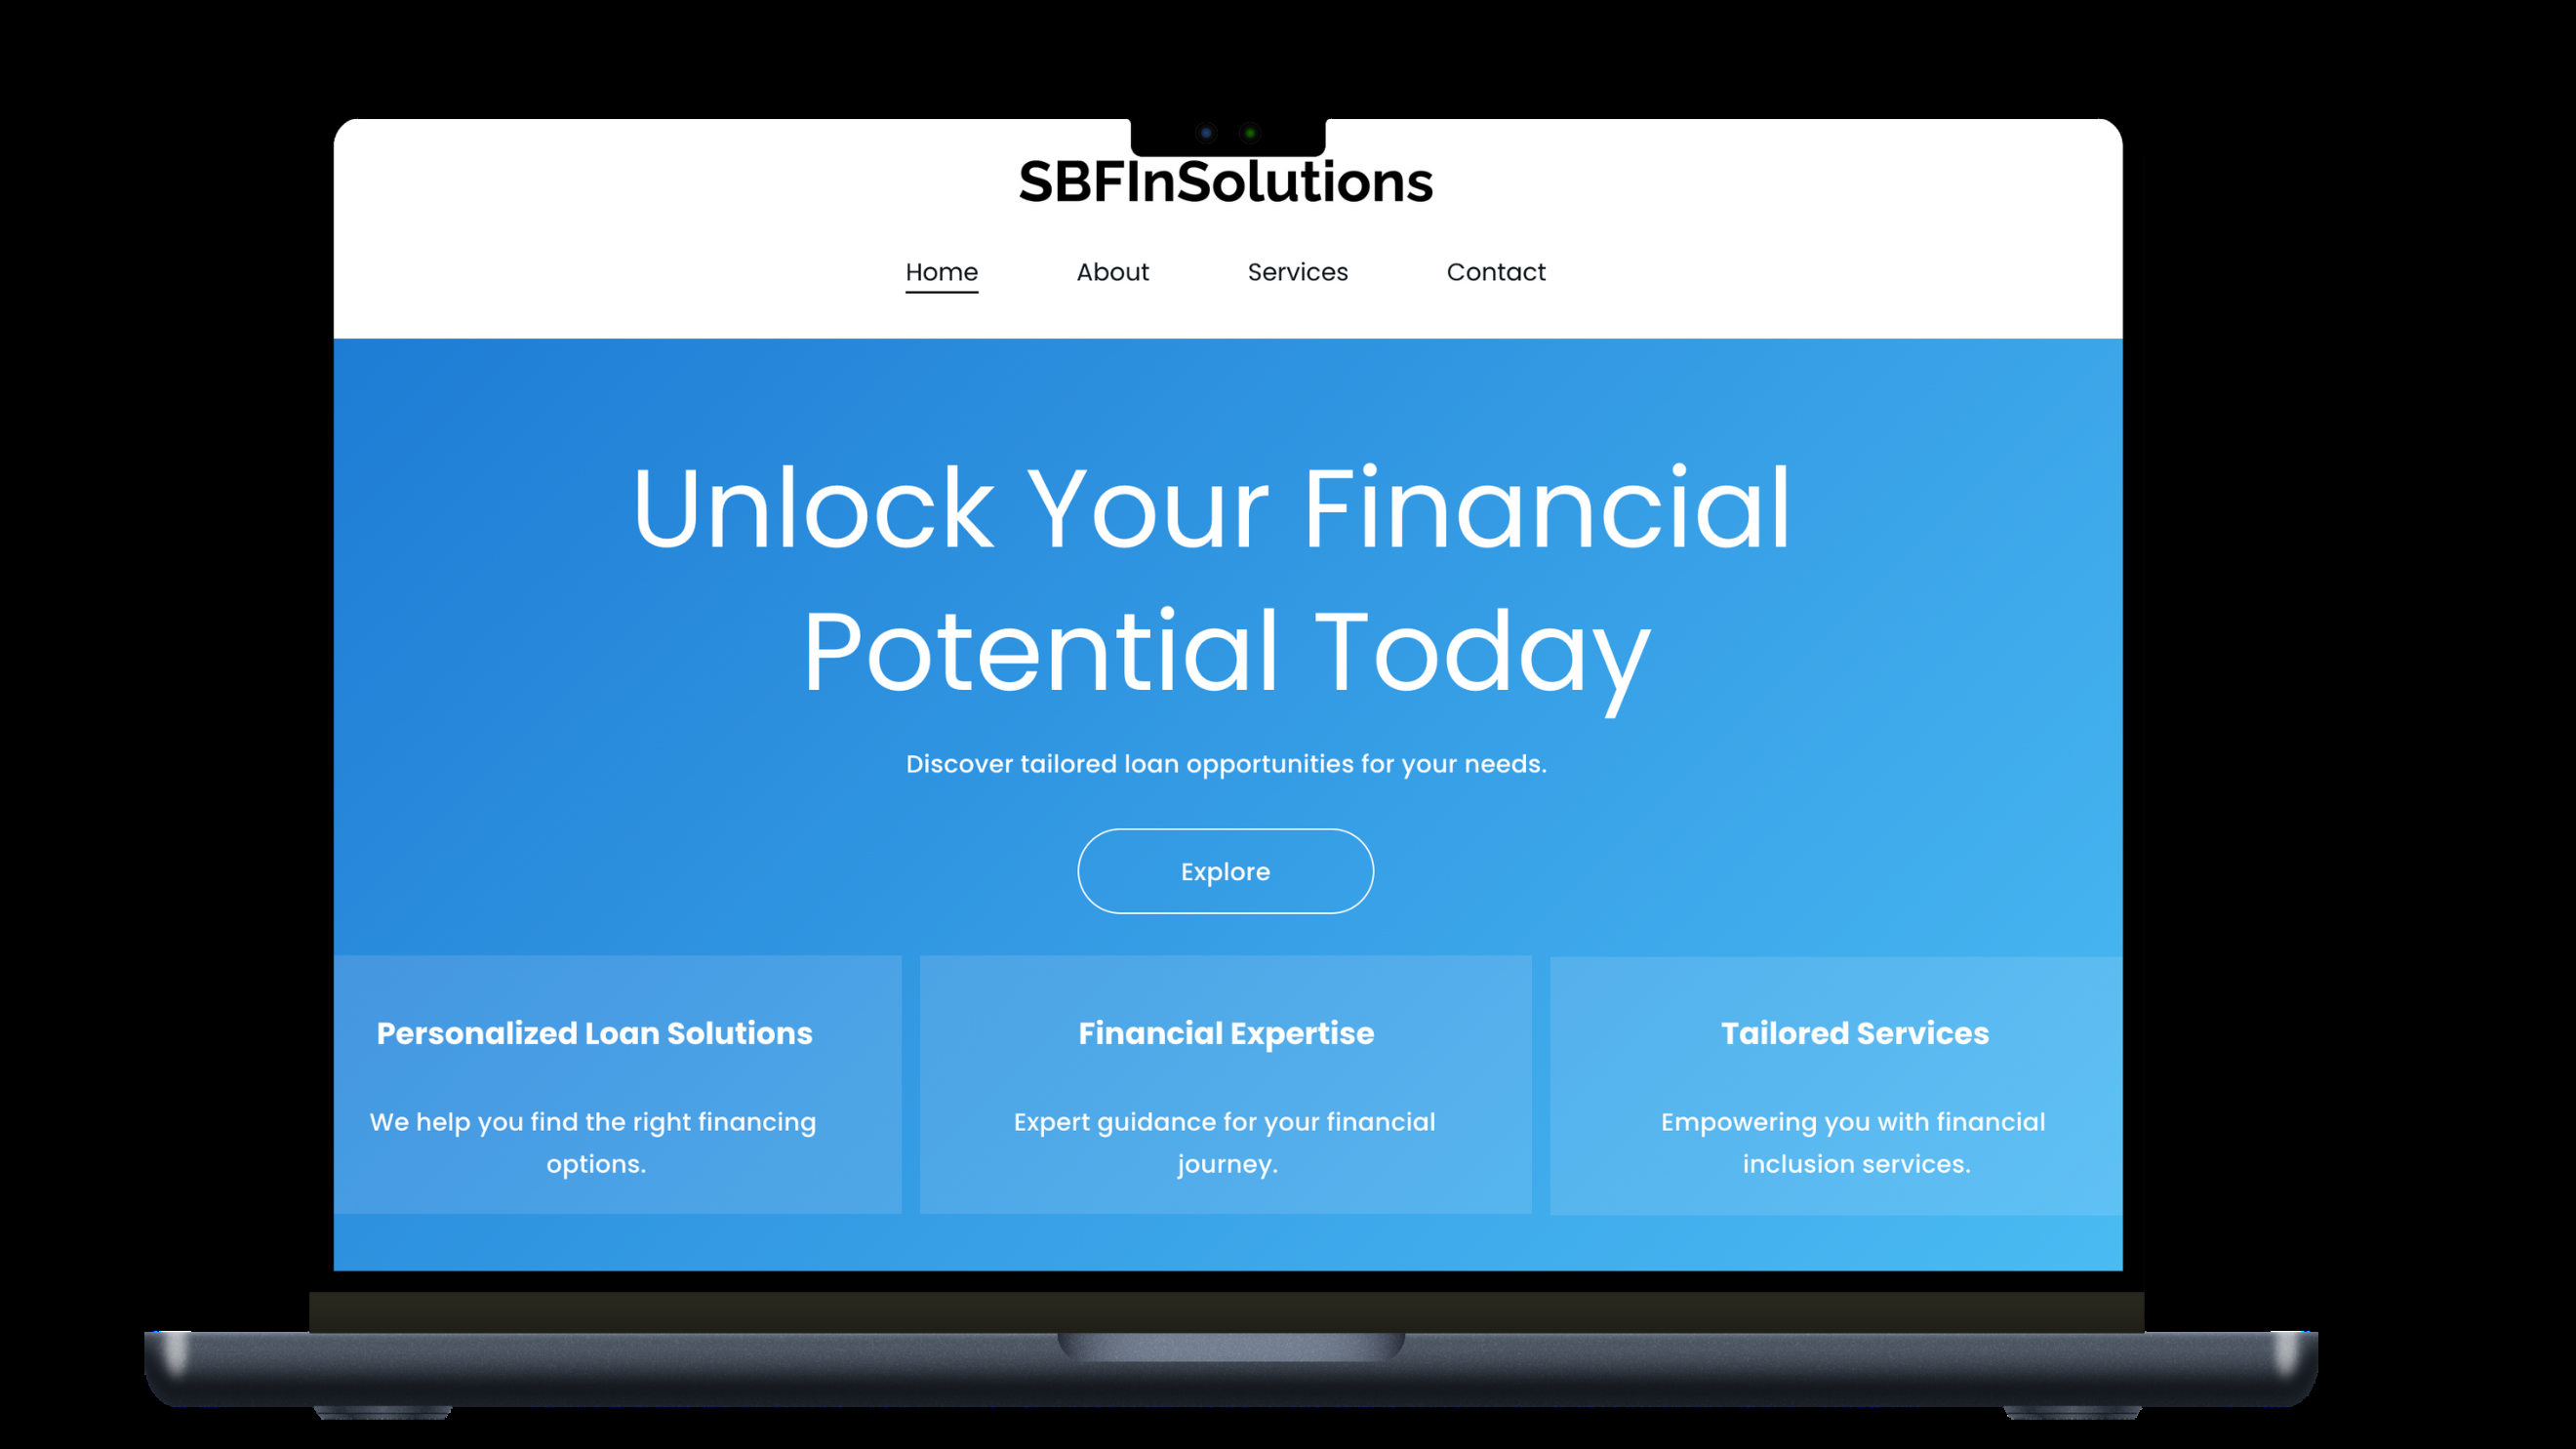 SBFInSolutions
Home About Services Contact
Unlock Your Financial
Potential Today
Discover tailored loan opportunities for your needs.
Explore
Personalized Loan Solutions
We help you find the right financing
options.
Financial Expertise
Expert guidance for your financial
journey.
Tailored Services
Empowering you with financial
inclusion services.